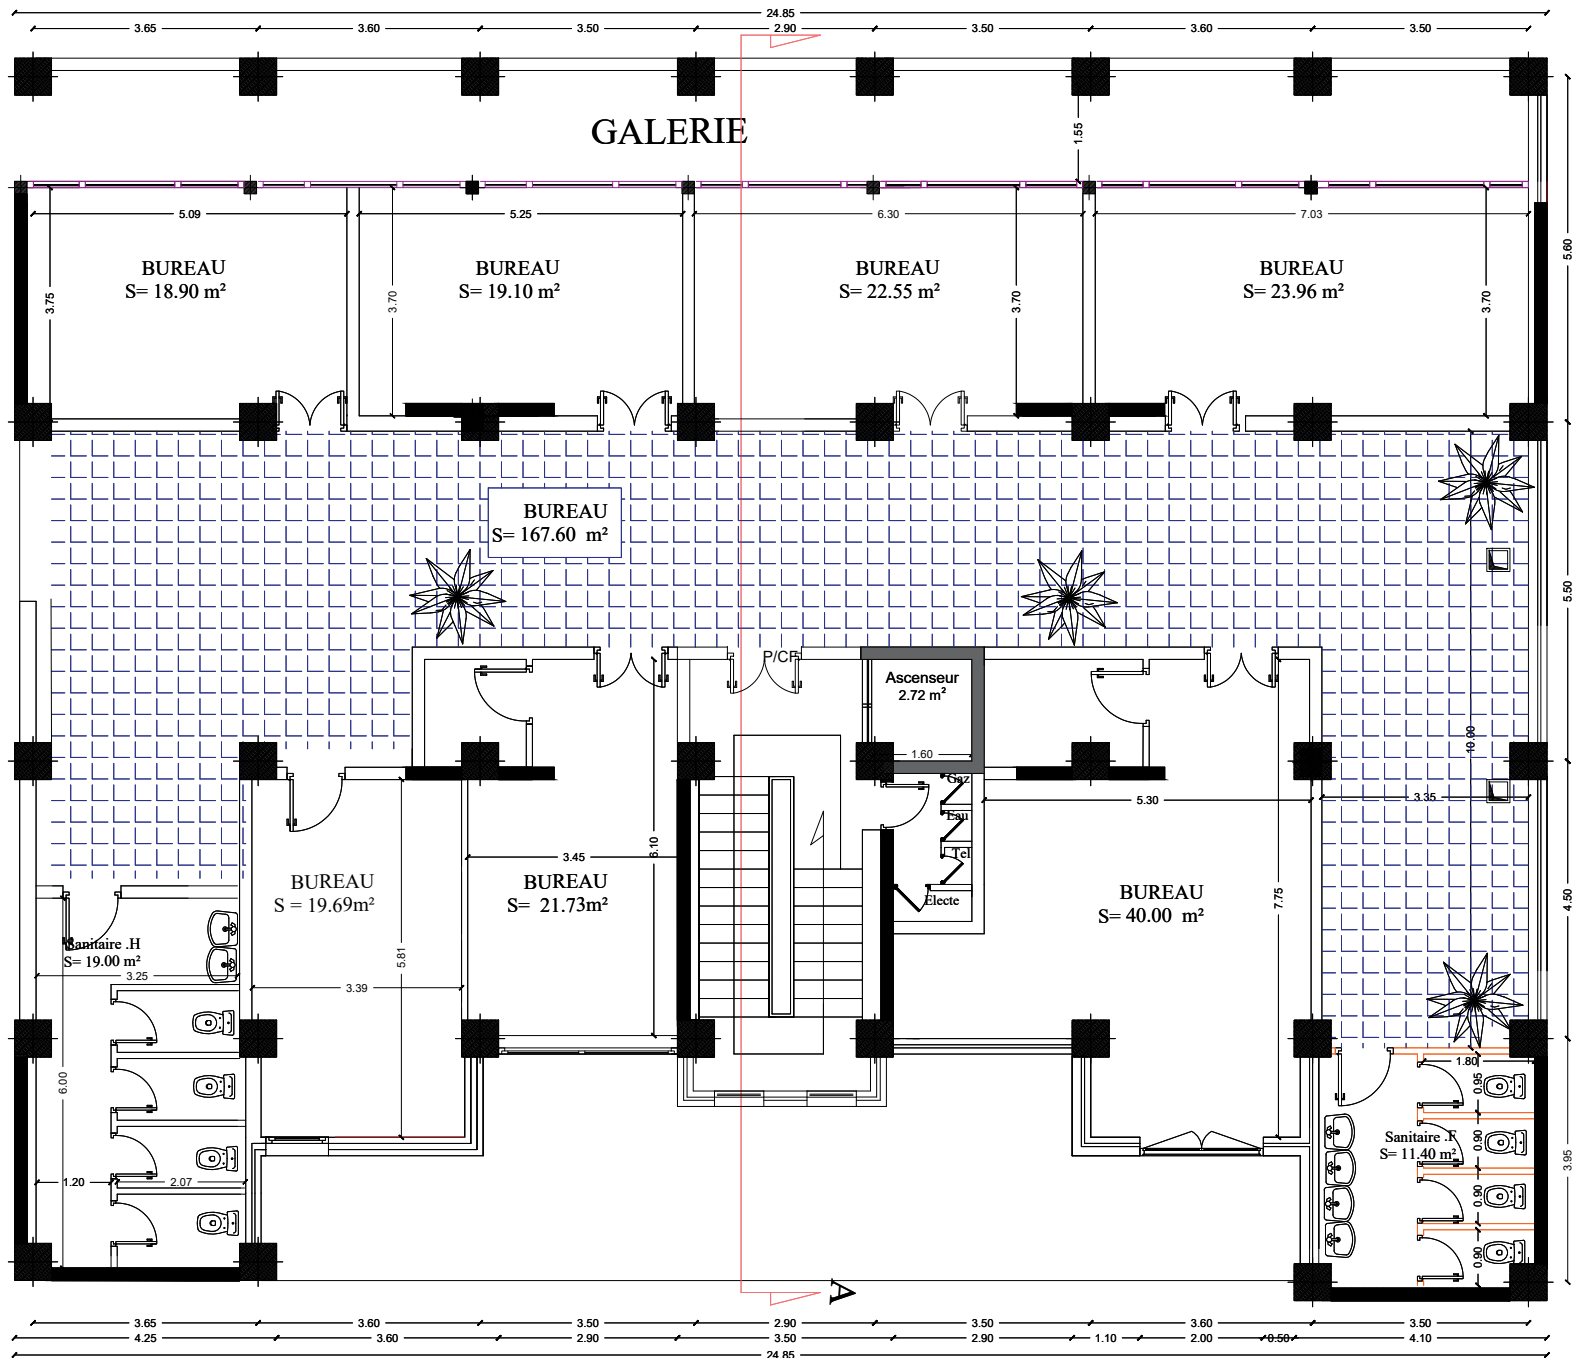 24.85
3.65 3.60 3.50 2.90 3.50 3.60 3.50
GALERIE
1.55
5.09 5.25 6.30 7.03
5.60
BUREAU
S= 18.90 m²
BUREAU
S= 19.10 m²
BUREAU
S= 22.55 m²
BUREAU
S= 23.96 m²
3.75 3.70 3.70 3.70
BUREAU
S= 167.60 m²
5.50
P/CF
Ascenseur
2.72 m²
1.60
10.00
Gaz
Eau
Tel
Electe
5.30
3.35
3.45
6.10
BUREAU
S = 19.69m²
BUREAU
S= 21.73m²
BUREAU
S= 40.00 m²
7.75
4.50
Sanitaire .H
S= 19.00 m²
3.25
5.81
3.39
6.00
1.20 2.07
1.80
0.95
0.90
0.90
0.90
Sanitaire .F
S= 11.40 m²
3.95
A
3.65 3.60 3.50 2.90 3.50 3.60 3.50
4.25 3.60 2.90 3.50 2.90 1.10 2.00 0.50 4.10
24.85